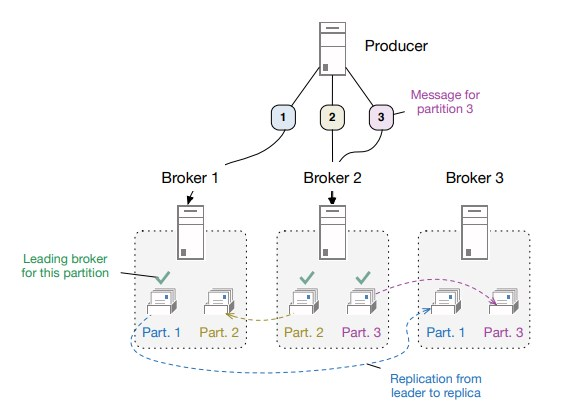 Producer
Message for
partition 3
1
2
3
Broker 1
Broker 2
Broker 3
Leading broker
for this partition
Part. 1
Part. 2
Part. 2
Part. 3
Part. 1
Part. 3
Replication from
leader to replica